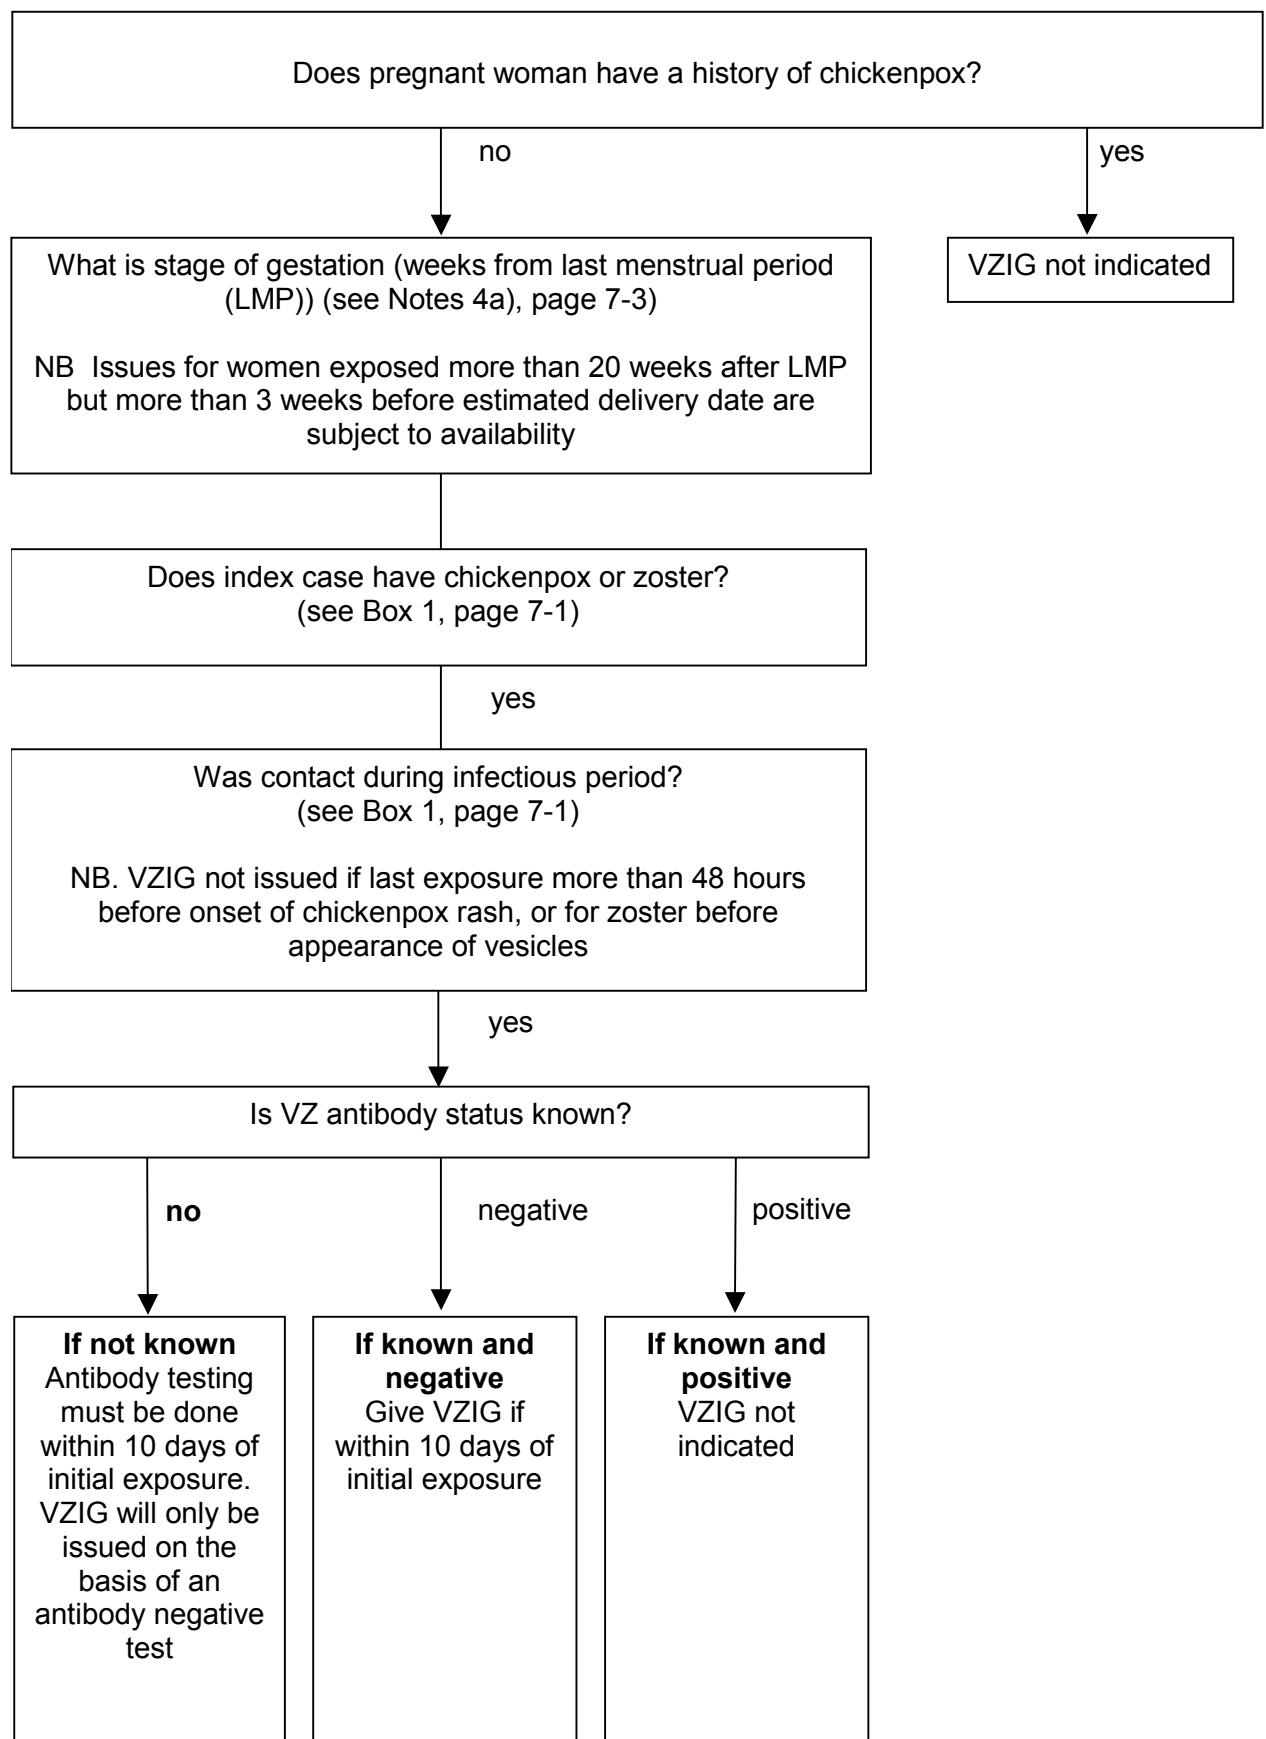 Does pregnant woman have a history of chickenpox?
no
yes
What is stage of gestation (weeks from last menstrual period
(LMP)) (see Notes 4a), page 7-3)
NB  Issues for women exposed more than 20 weeks after LMP
but more than 3 weeks before estimated delivery date are
subject to availability
VZIG not indicated
Does index case have chickenpox or zoster?
(see Box 1, page 7-1)
yes
Was contact during infectious period?
(see Box 1, page 7-1)
NB. VZIG not issued if last exposure more than 48 hours
before onset of chickenpox rash, or for zoster before
appearance of vesicles
yes
Is VZ antibody status known?
no
negative
positive
If not known
Antibody testing
must be done
within 10 days of
initial exposure.
VZIG will only be
issued on the
basis of an
antibody negative
test
If known and
negative
Give VZIG if
within 10 days of
initial exposure
If known and
positive
VZIG not
indicated